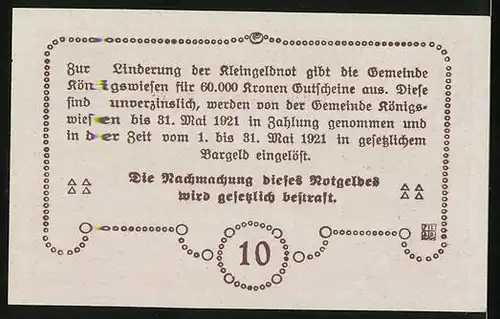 Zur Linderung der Kleingeldnot gibt die Gemeinde
Königswiesen für 60.000 Kronen Gutscheine aus. Diese
sind unverzinslich, werden von der Gemeinde Königs-
wiesen bis 31. Mai 1921 in Zahlung genommen und
in der Zeit vom 1. bis 31. Mai 1921 in gesetzlichem
Bargeld eingelöst.
Die Nachmachung dieses Notgeldes
wird gesetzlich bestraft.
10